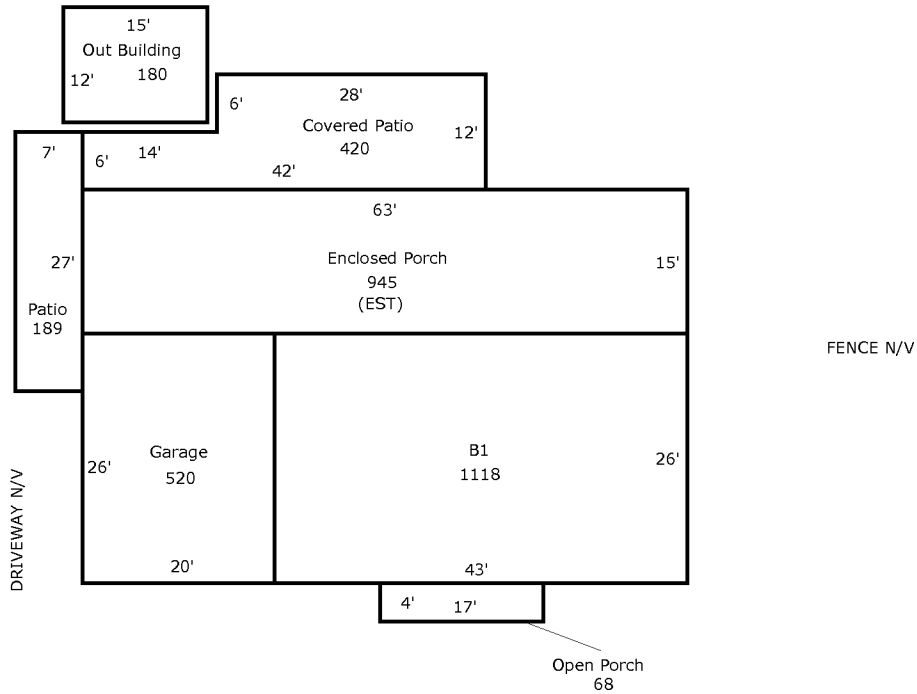 15'
Out Building
12' 180
6' 28'
Covered Patio
12'
420
7' 6' 14'
42'
63'
Enclosed Porch
27' 15'
945
(EST)
Patio
189
FENCE N/V
Garage
520
26'
B1
1118
26'
DRIVEWAY N/V
20'
43'
4' 17'
Open Porch
68